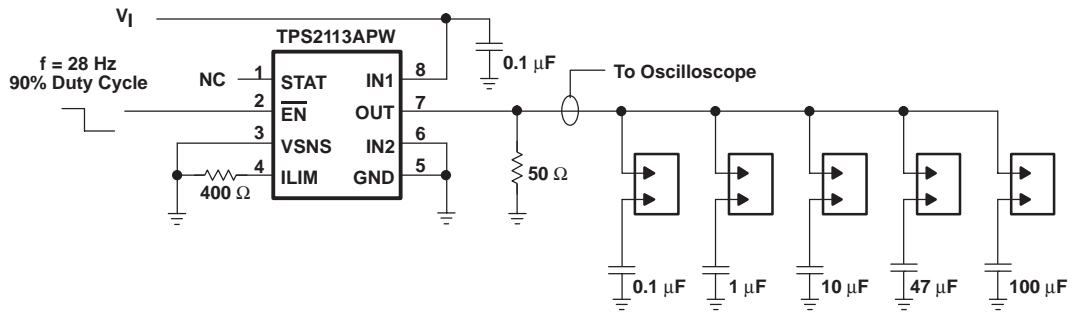 VI
TPS2113APW
0.1 µF
f = 28 Hz
90% Duty Cycle
NC
1 STAT IN1 8
2 EN OUT 7
3 VSNS IN2 6
4 ILIM GND 5
400 Ω
50 Ω
To Oscilloscope
0.1 µF
1 µF
10 µF
47 µF
100 µF